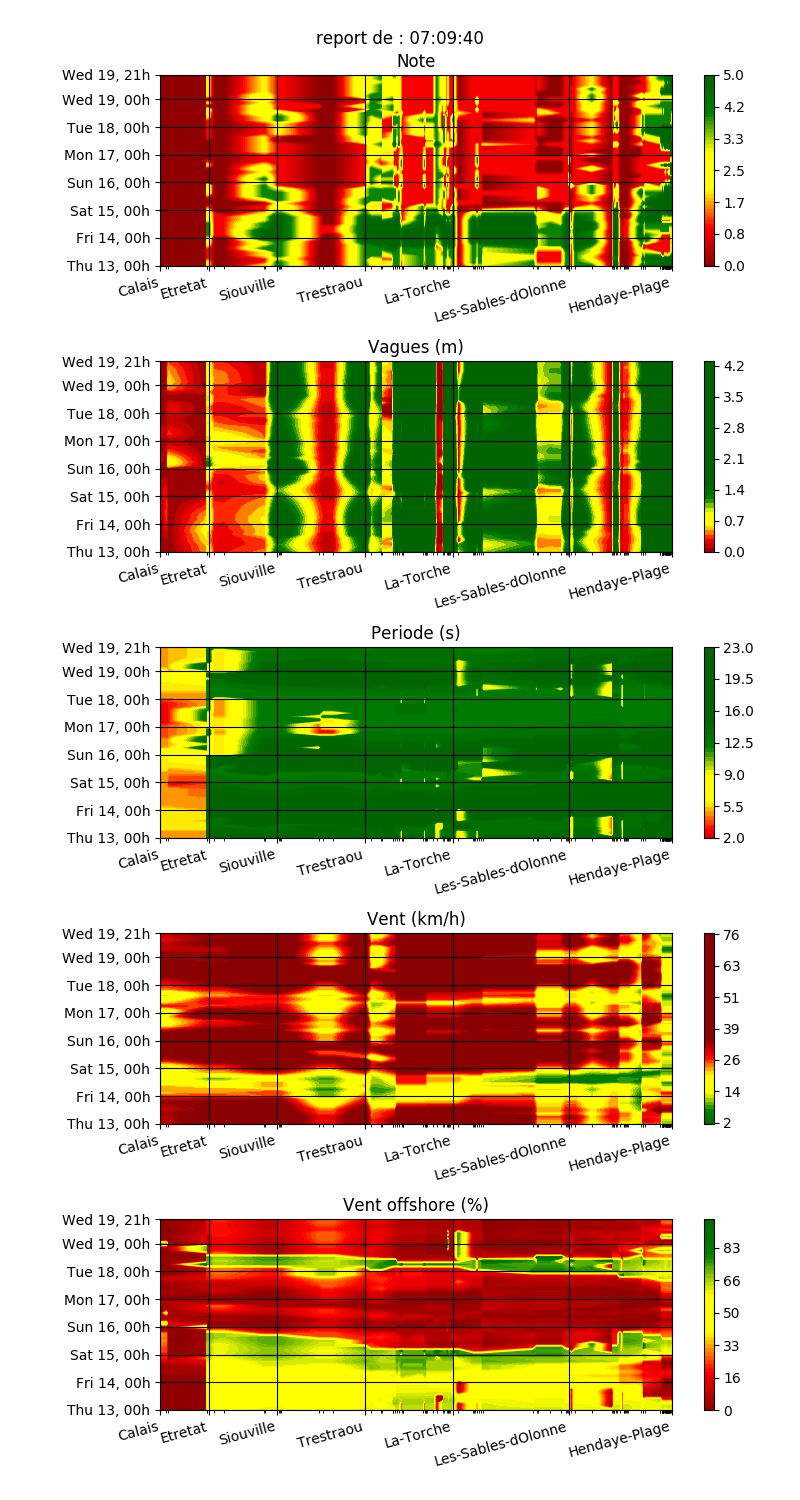 report de : 07:09:40
Note
Wed 19, 21h
Wed 19, 00h
Tue 18, 00h
Mon 17, 00h
Sun 16, 00h
Sat 15, 00h
Fri 14, 00h
Thu 13, 00h
Calais Etretat Siouville Trestraou La-Torche Les-Sables-dOlonne Hendaye-Plage
5.0
4.2
3.3
2.5
1.7
0.8
0.0
Vagues (m)
Wed 19, 21h
Wed 19, 00h
Tue 18, 00h
Mon 17, 00h
Sun 16, 00h
Sat 15, 00h
Fri 14, 00h
Thu 13, 00h
Calais Etretat Siouville Trestraou La-Torche Les-Sables-dOlonne Hendaye-Plage
4.2
3.5
2.8
2.1
1.4
0.7
0.0
Periode (s)
Wed 19, 21h
Wed 19, 00h
Tue 18, 00h
Mon 17, 00h
Sun 16, 00h
Sat 15, 00h
Fri 14, 00h
Thu 13, 00h
Calais Etretat Siouville Trestraou La-Torche Les-Sables-dOlonne Hendaye-Plage
23.0
19.5
16.0
12.5
9.0
5.5
2.0
Vent (km/h)
Wed 19, 21h
Wed 19, 00h
Tue 18, 00h
Mon 17, 00h
Sun 16, 00h
Sat 15, 00h
Fri 14, 00h
Thu 13, 00h
Calais Etretat Siouville Trestraou La-Torche Les-Sables-dOlonne Hendaye-Plage
76
63
51
39
26
14
2
Vent offshore (%)
Wed 19, 21h
Wed 19, 00h
Tue 18, 00h
Mon 17, 00h
Sun 16, 00h
Sat 15, 00h
Fri 14, 00h
Thu 13, 00h
Calais Etretat Siouville Trestraou La-Torche Les-Sables-dOlonne Hendaye-Plage
83
66
50
33
16
0